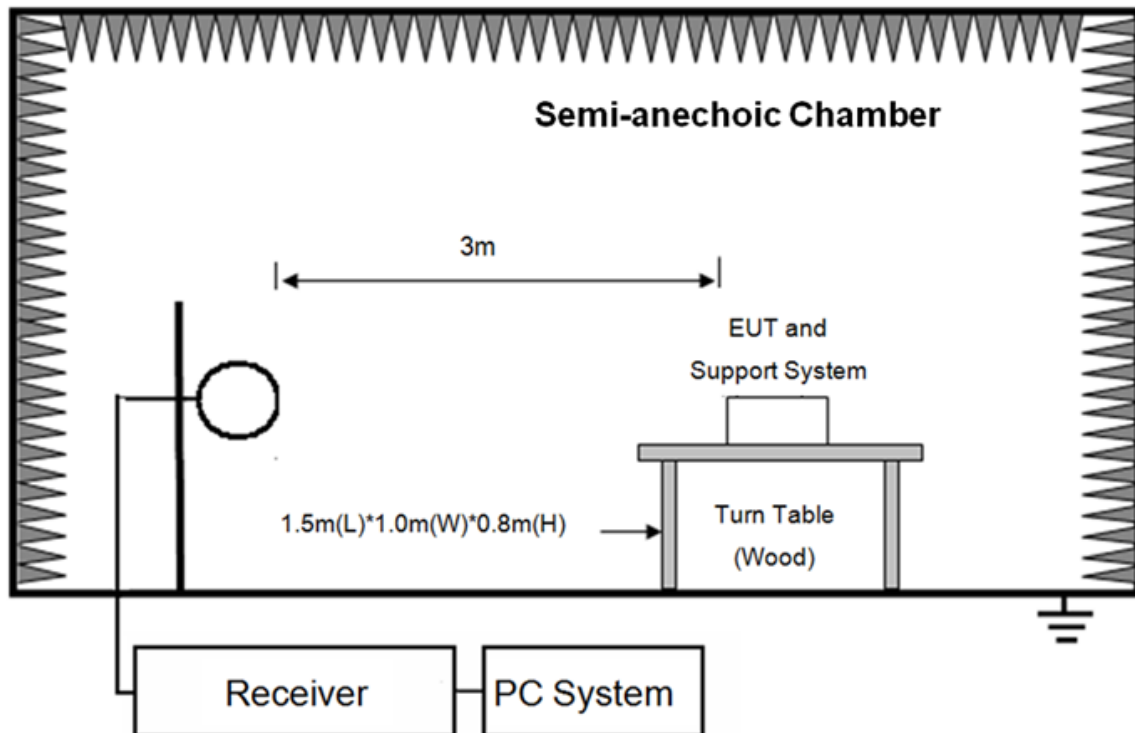 Semi-anechoic Chamber
3m
EUT and
Support System
1.5m(L)*1.0m(W)*0.8m(H)
Turn Table
(Wood)
Receiver
PC System